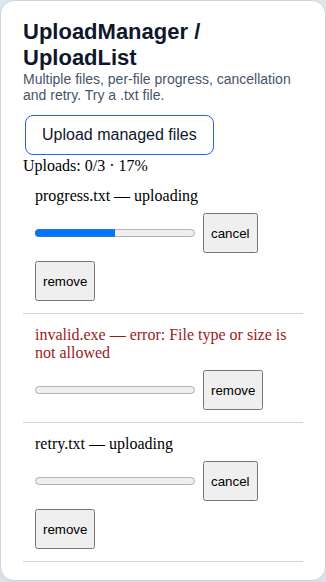 UploadManager /
UploadList
Multiple files, per-file progress, cancellation
and retry. Try a .txt file.
Upload managed files
Uploads: 0/3 · 17%
progress.txt — uploading
cancel
remove
invalid.exe — error: File type or size is
not allowed
remove
retry.txt — uploading
cancel
remove